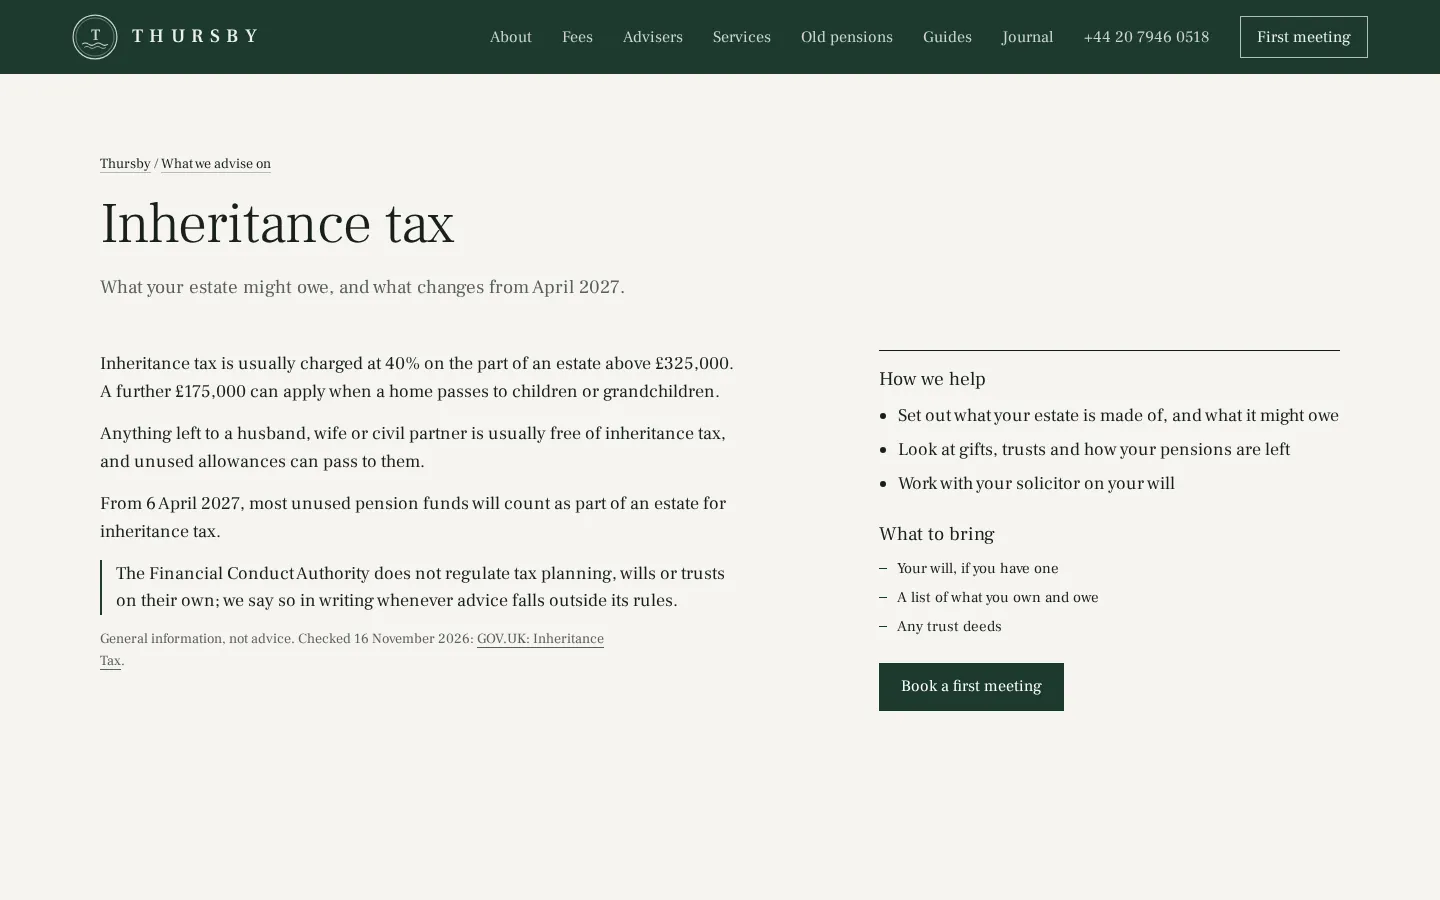 T THURSBY About Fees Advisers Services Old pensions Guides Journal +44 20 7946 0518 First meeting
Thursby / What we advise on
Inheritance tax
What your estate might owe, and what changes from April 2027.
Inheritance tax is usually charged at 40% on the part of an estate above £325,000.
A further £175,000 can apply when a home passes to children or grandchildren.
Anything left to a husband, wife or civil partner is usually free of inheritance tax,
and unused allowances can pass to them.
From 6 April 2027, most unused pension funds will count as part of an estate for
inheritance tax.
The Financial Conduct Authority does not regulate tax planning, wills or trusts
on their own; we say so in writing whenever advice falls outside its rules.
General information, not advice. Checked 16 November 2026: GOV.UK: Inheritance
Tax.
How we help
• Set out what your estate is made of, and what it might owe
• Look at gifts, trusts and how your pensions are left
• Work with your solicitor on your will
What to bring
– Your will, if you have one
– A list of what you own and owe
– Any trust deeds
Book a first meeting